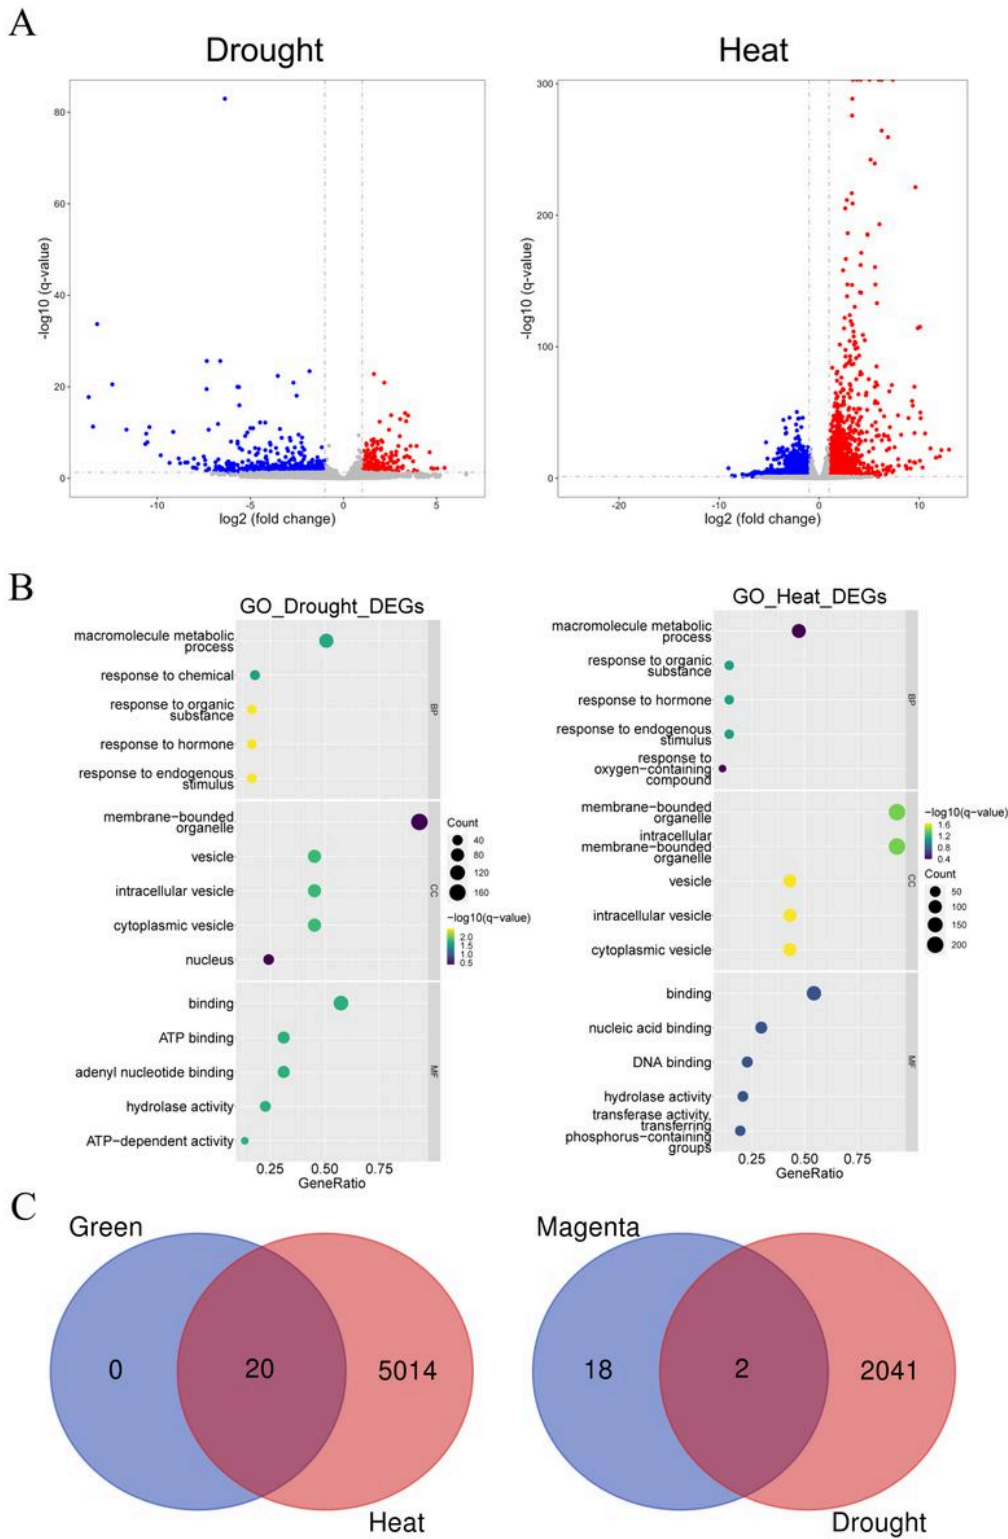 A
Drought
Heat
80
60
40
20
0
-log10 (q-value)
-10
-5
0
5
log2 (fold change)
300
200
100
0
-log10 (q-value)
-20
-10
0
10
log2 (fold change)
B
GO_Drought_DEGs
macromolecule metabolic
process
response to chemical
response to organic
substance
response to hormone
response to endogenous
stimulus
membrane-bounded
organelle
vesicle
intracellular vesicle
cytoplasmic vesicle
nucleus
binding
ATP binding
adenyl nucleotide binding
hydrolase activity
ATP-dependent activity
BP
CC
MF
0.25
0.50
0.75
GeneRatio
Count
40
80
120
160
-log10(q-value)
2.0
1.5
1.0
0.5
GO_Heat_DEGs
macromolecule metabolic
process
response to organic
substance
response to hormone
response to endogenous
stimulus
response to
oxygen-containing
compound
membrane-bounded
organelle
intracellular
membrane-bounded
organelle
vesicle
intracellular vesicle
cytoplasmic vesicle
binding
nucleic acid binding
DNA binding
hydrolase activity
transferase activity,
transferring
phosphorus-containing
groups
BP
CC
MF
0.25
0.50
0.75
GeneRatio
-log10(q-value)
1.6
1.2
0.8
0.4
Count
50
100
150
200
C
Green
0
20
5014
Heat
Magenta
18
2
2041
Drought